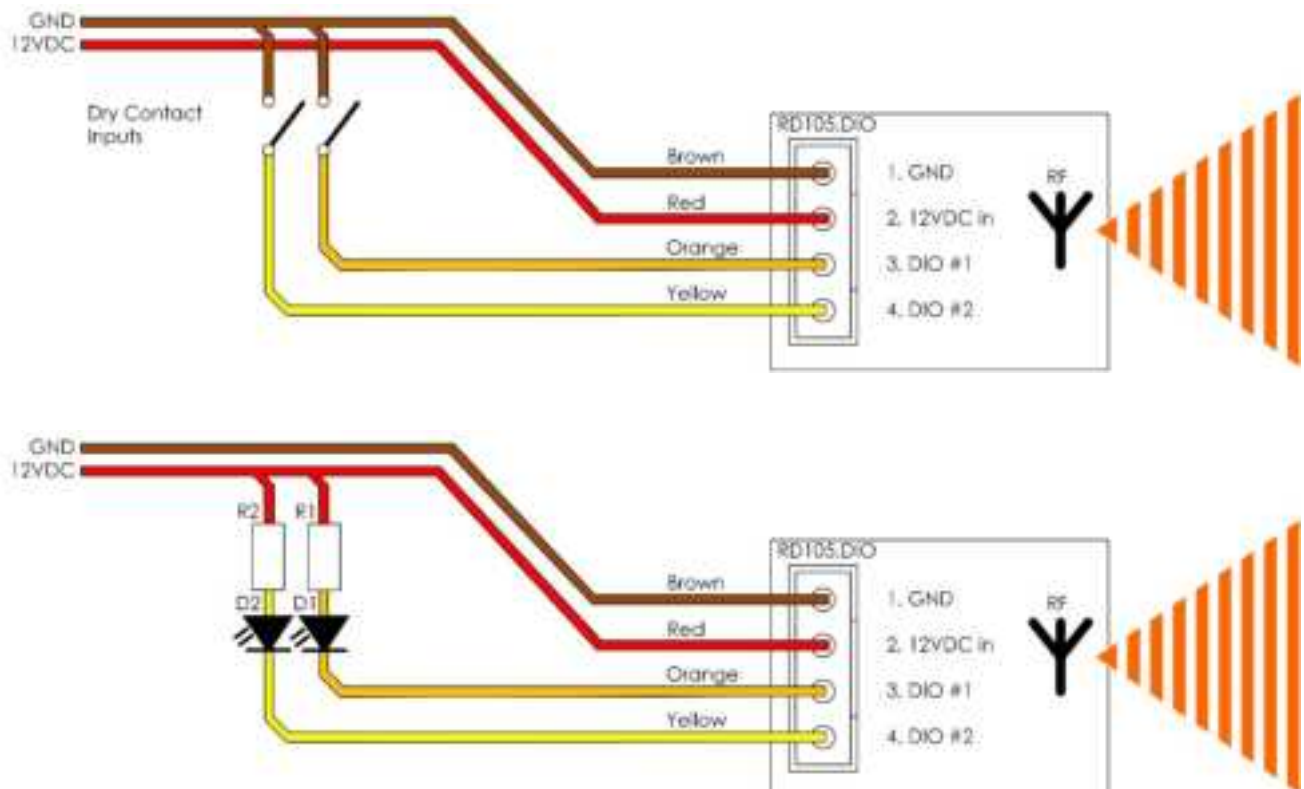 GND
12VDC
Dry Contact
Inputs
RD105.DIO
Brown
1. GND
RF
Red
2. 12VDC in
Orange
3. DIO #1
Yellow
4. DIO #2
GND
12VDC
R2
R1
RD105.DIO
D2
D1
Brown
1. GND
RF
Red
2. 12VDC in
Orange
3. DIO #1
Yellow
4. DIO #2